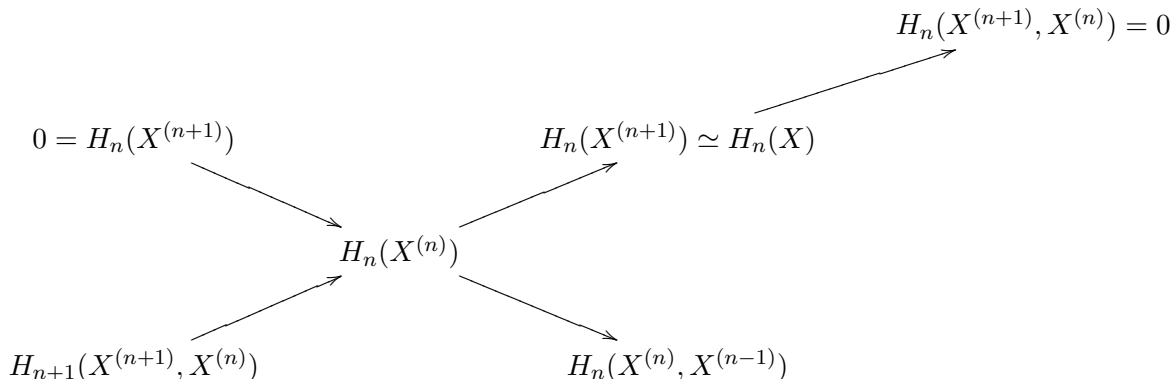 H_n(X^{(n+1)}, X^{(n)}) = 0
0 = H_n(X^{(n+1)})
H_n(X^{(n+1)}) ≃ H_n(X)
H_n(X^{(n)})
H_{n+1}(X^{(n+1)}, X^{(n)})
H_n(X^{(n)}, X^{(n-1)})